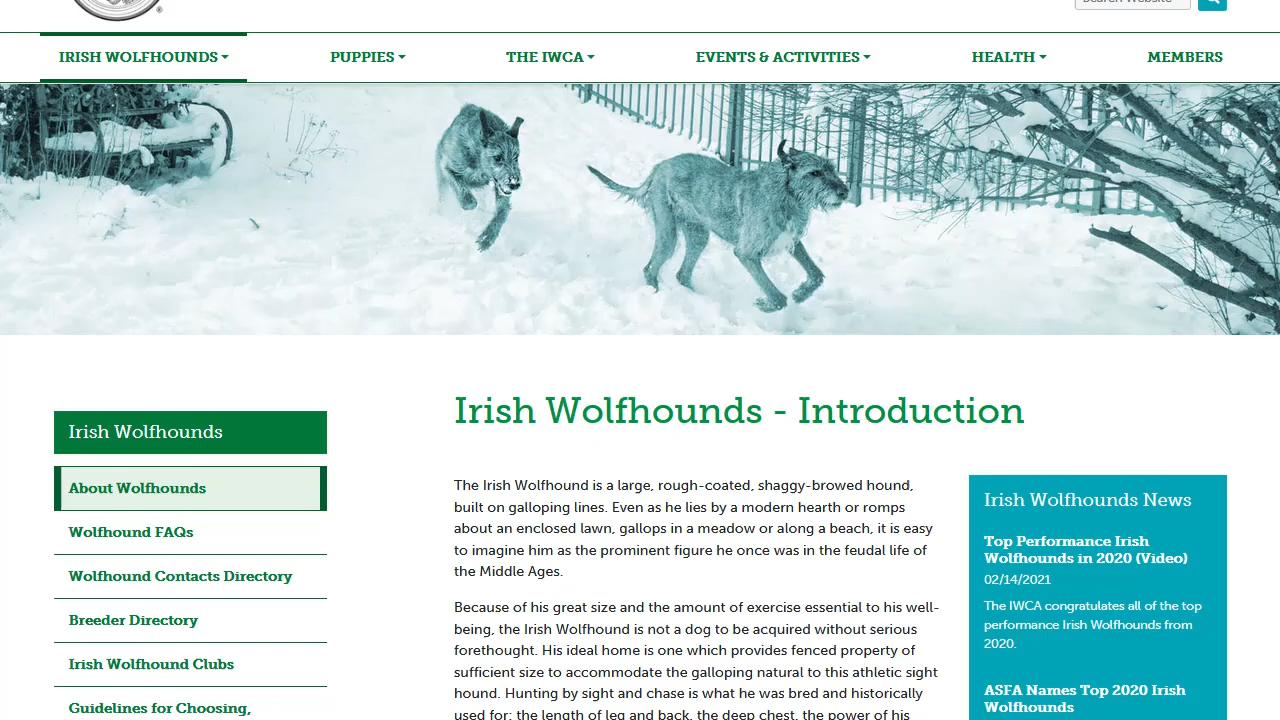 Search Website
IRISH WOLFHOUNDS
PUPPIES
THE IWCA
EVENTS & ACTIVITIES
HEALTH
MEMBERS
Irish Wolfhounds - Introduction
Irish Wolfhounds
About Wolfhounds
Wolfhound FAQs
Wolfhound Contacts Directory
Breeder Directory
Irish Wolfhound Clubs
Guidelines for Choosing,
The Irish Wolfhound is a large, rough-coated, shaggy-browed hound,
built on galloping lines. Even as he lies by a modern hearth or romps
about an enclosed lawn, gallops in a meadow or along a beach, it is easy
to imagine him as the prominent figure he once was in the feudal life of
the Middle Ages.
Because of his great size and the amount of exercise essential to his well-
being, the Irish Wolfhound is not a dog to be acquired without serious
forethought. His ideal home is one which provides fenced property of
sufficient size to accommodate the galloping natural to this athletic sight
hound. Hunting by sight and chase is what he was bred and historically
used for; the length of leg and back, the deep chest, the power of his
Irish Wolfhounds News
Top Performance Irish
Wolfhounds in 2020 (Video)
02/14/2021
The IWCA congratulates all of the top
performance Irish Wolfhounds from
2020.
ASFA Names Top 2020 Irish
Wolfhounds